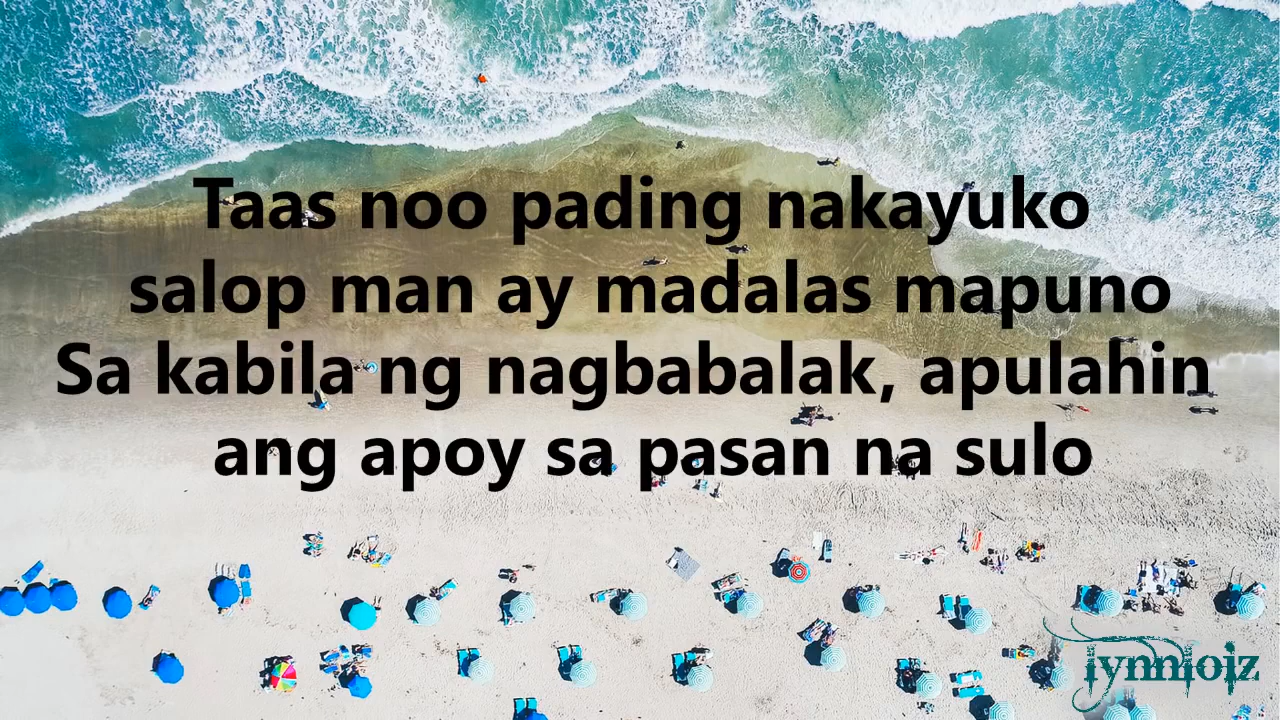 Taas noo pading nakayuko
salop man ay madalas mapuno
Sa kabila ng nagbabalak, apulahin
ang apoy sa pasan na sulo
lynnloiz